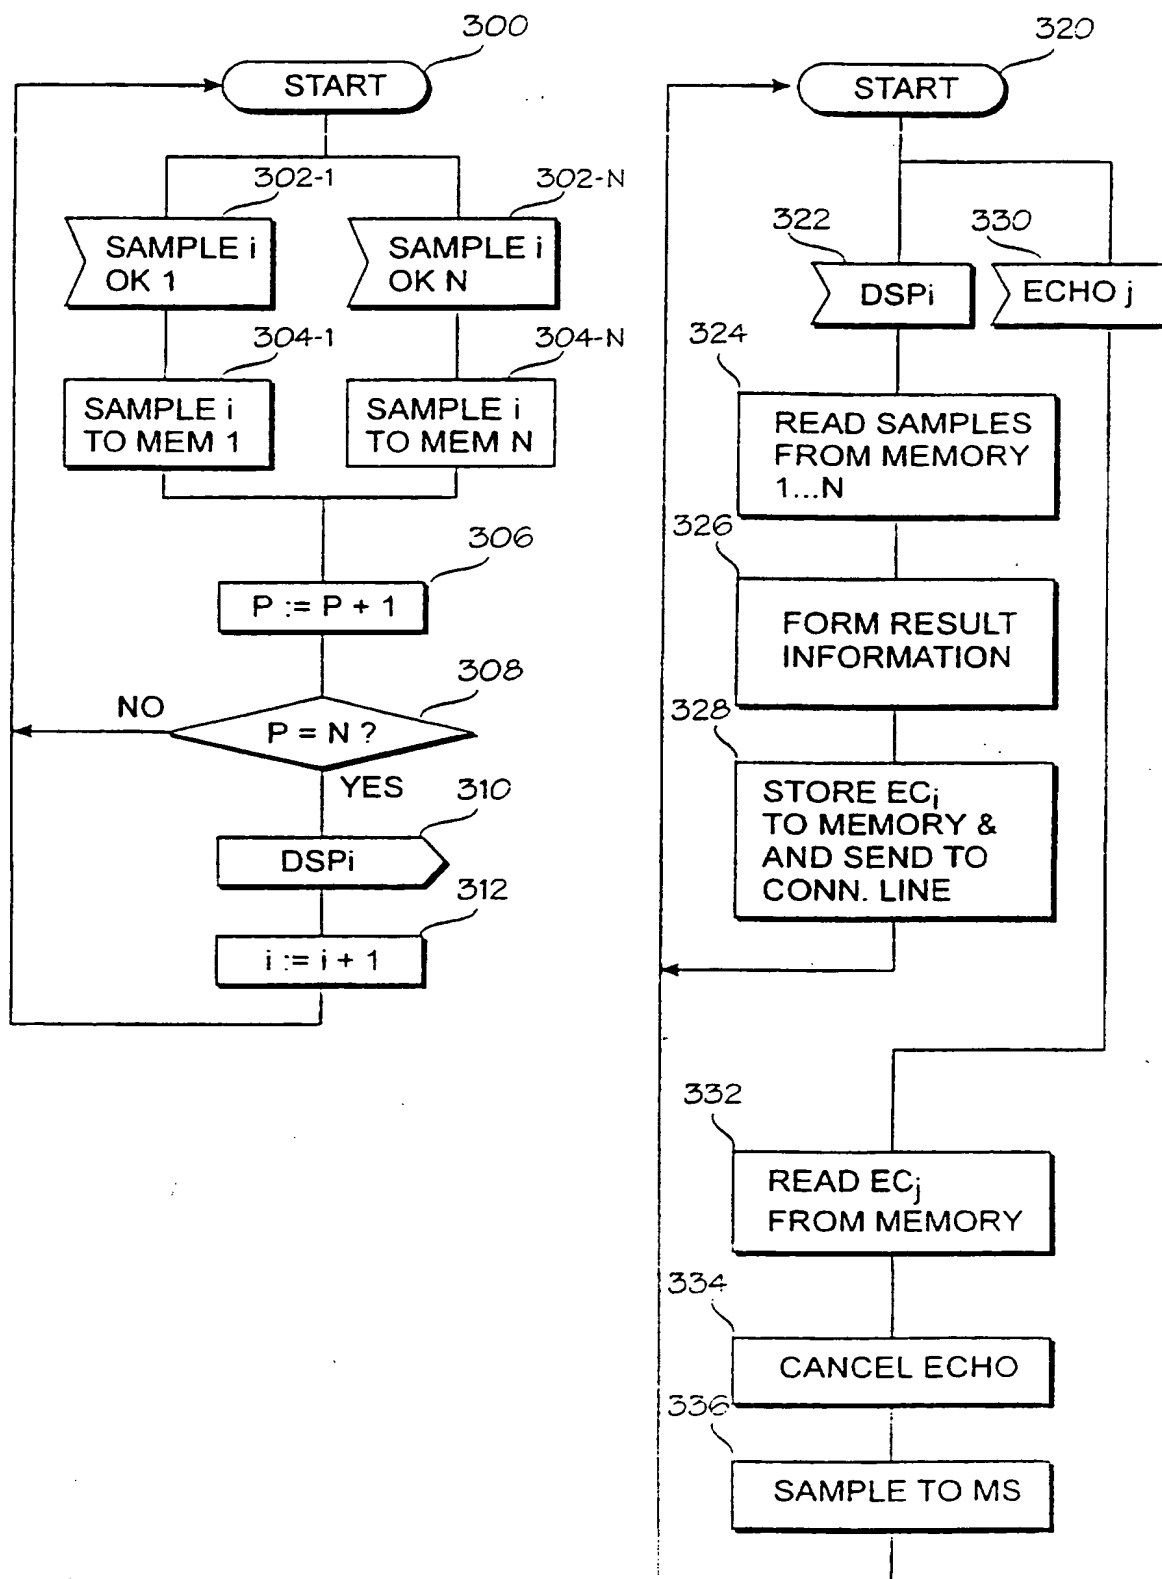 300
START
302-1
302-N
SAMPLE i
OK 1
SAMPLE i
OK N
304-1
304-N
SAMPLE i
TO MEM 1
SAMPLE i
TO MEM N
306
P := P + 1
308
NO
P = N ?
YES
310
DSPi
312
i := i + 1
320
START
322
330
DSPi
ECHO j
324
READ SAMPLES
FROM MEMORY
1...N
326
FORM RESULT
INFORMATION
328
STORE ECi
TO MEMORY &
AND SEND TO
CONN. LINE
332
READ ECj
FROM MEMORY
334
CANCEL ECHO
336
SAMPLE TO MS